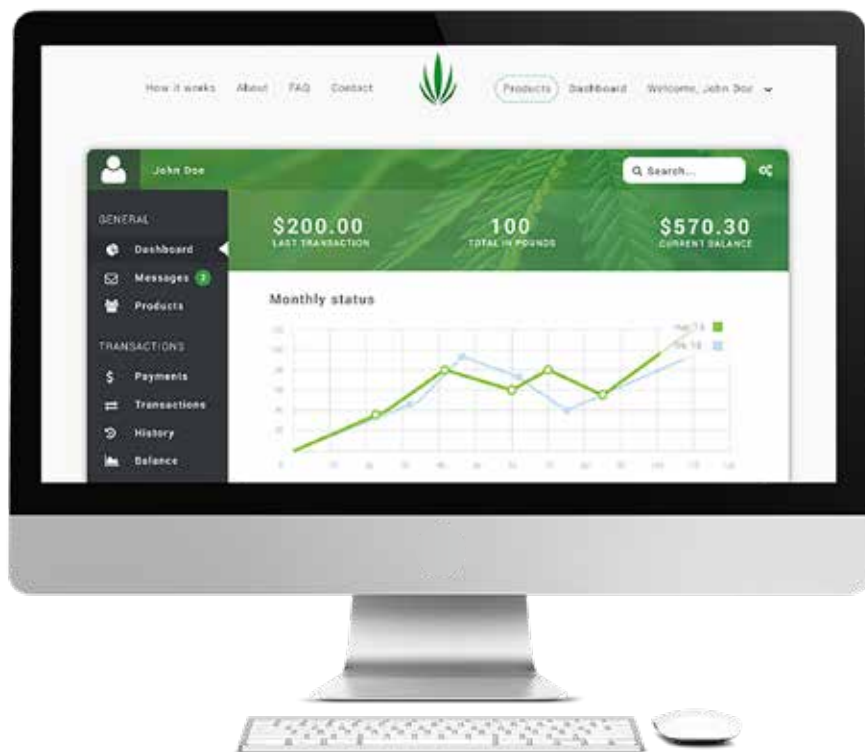 How it works About FAQ Contact Products Dashboard Welcome, John Doe
John Doe Search...
GENERAL
Dashboard
Messages
Products
TRANSACTIONS
Payments
Transactions
History
Balance
$200.00 100 $570.30
LAST TRANSACTION TOTAL IN POUNDS CURRENT BALANCE
Monthly status